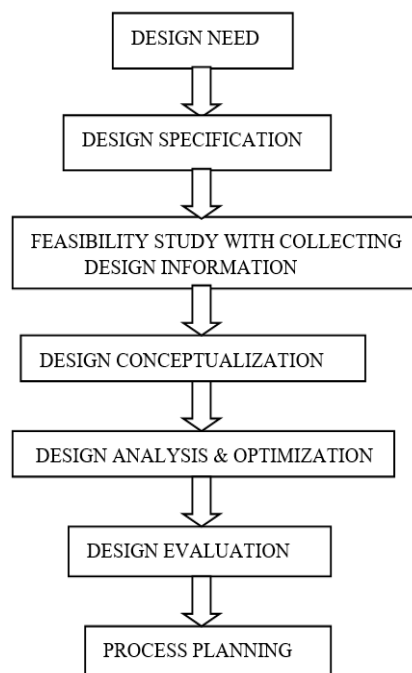 DESIGN NEED
DESIGN SPECIFICATION
FEASIBILITY STUDY WITH COLLECTING
DESIGN INFORMATION
DESIGN CONCEPTUALIZATION
DESIGN ANALYSIS & OPTIMIZATION
DESIGN EVALUATION
PROCESS PLANNING